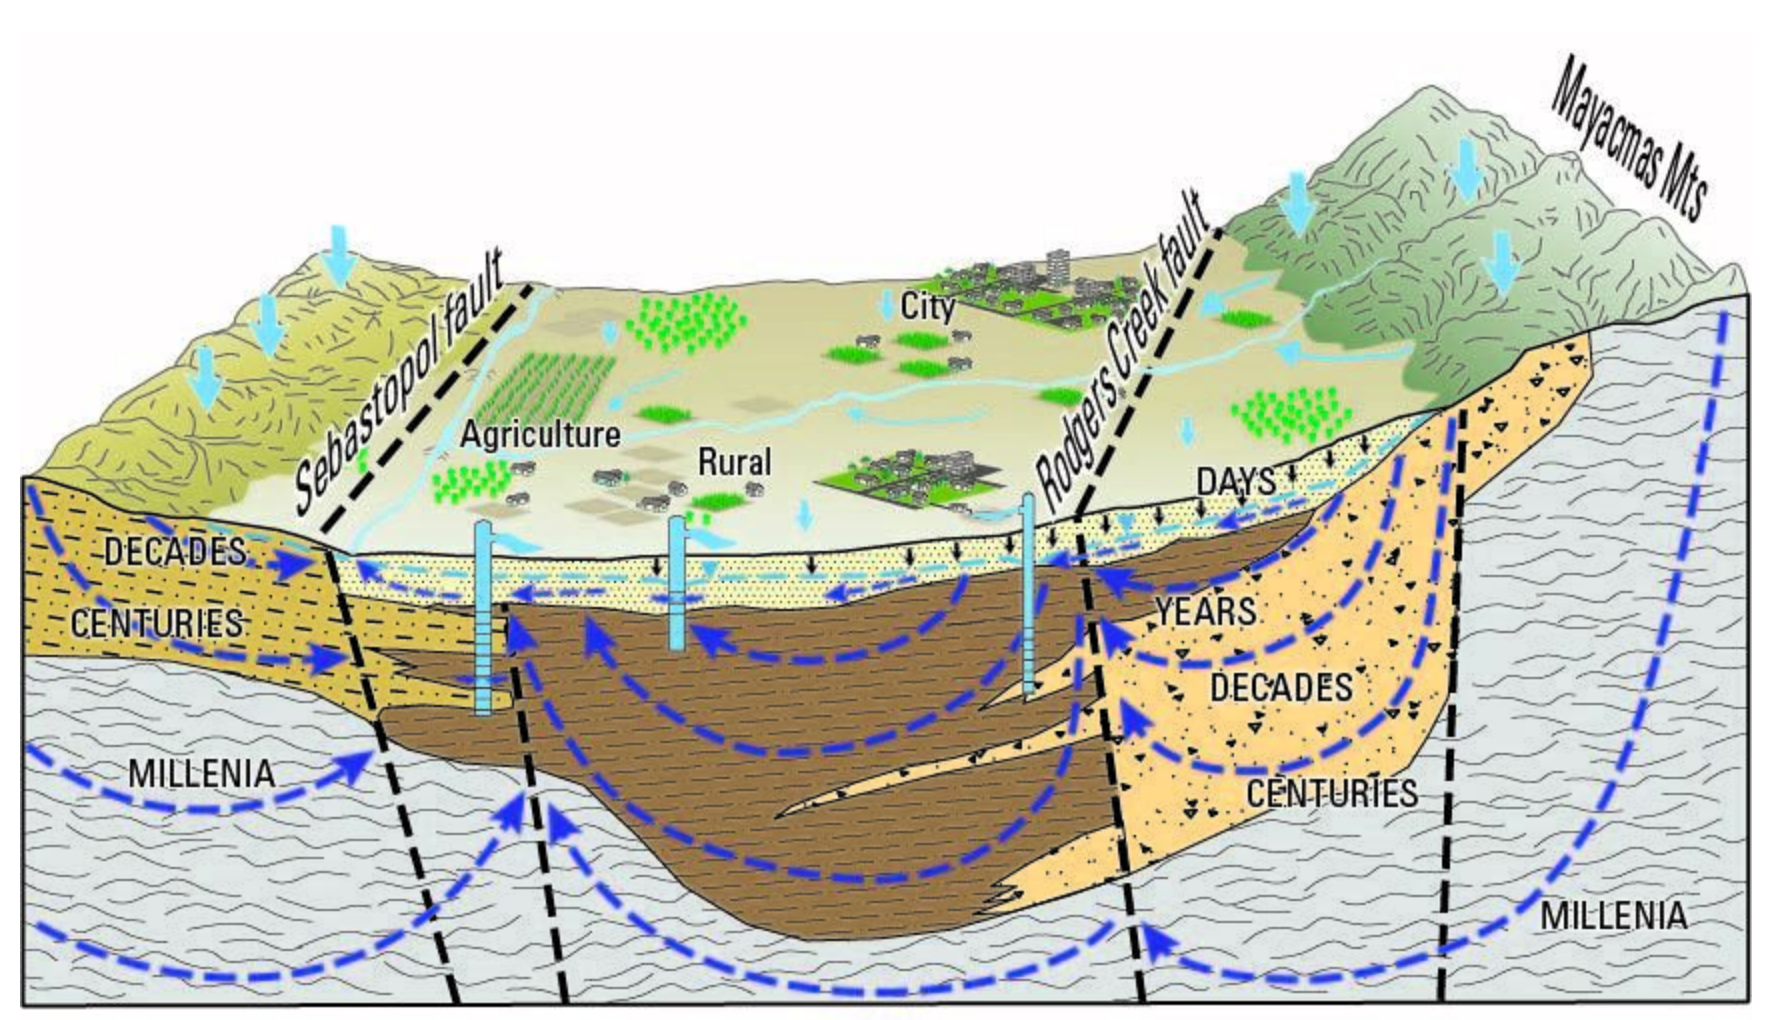 Mayacmas Mts
Sebastopol fault
Rodgers Creek fault
City
Agriculture
Rural
DAYS
DECADES
CENTURIES
YEARS
DECADES
MILLENIA
CENTURIES
MILLENIA